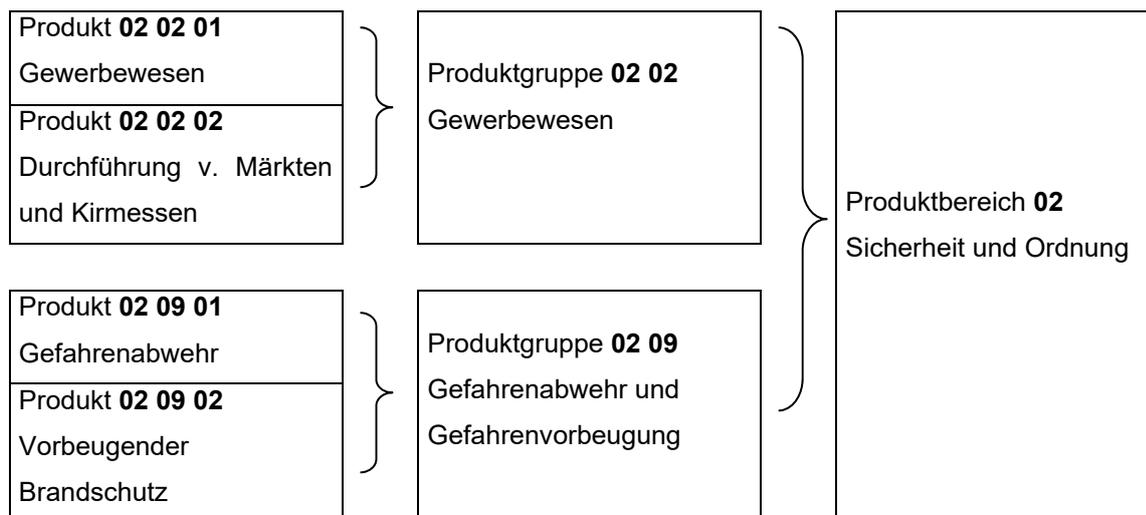 Produkt 02 02 01
Gewerbewesen
Produkt 02 02 02
Durchführung v. Märkten
und Kirmessen
Produktgruppe 02 02
Gewerbewesen
Produkt 02 09 01
Gefahrenabwehr
Produkt 02 09 02
Vorbeugender
Brandschutz
Produktgruppe 02 09
Gefahrenabwehr und
Gefahrenvorbeugung
Produktbereich 02
Sicherheit und Ordnung